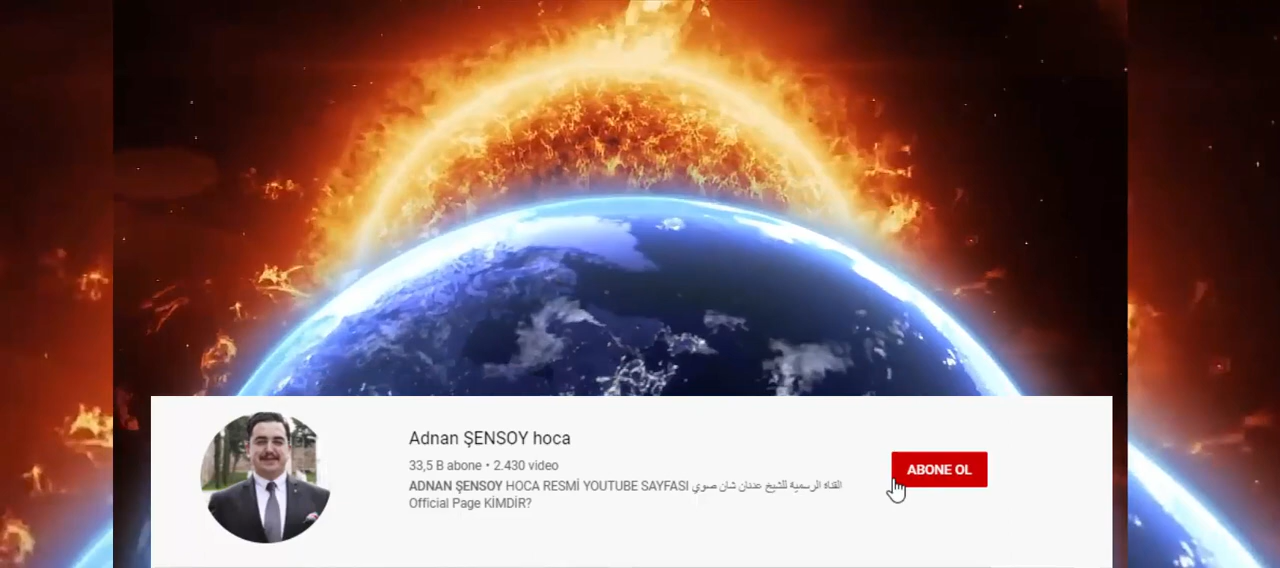 Adnan ŞENSOY hoca
33,5 B abone • 2.430 video
ADNAN ŞENSOY HOCA RESMİ YOUTUBE SAYFASI القناة الرسمية للشيخ عدنان شان صوي
Official Page KİMDİR?
ABONE OL